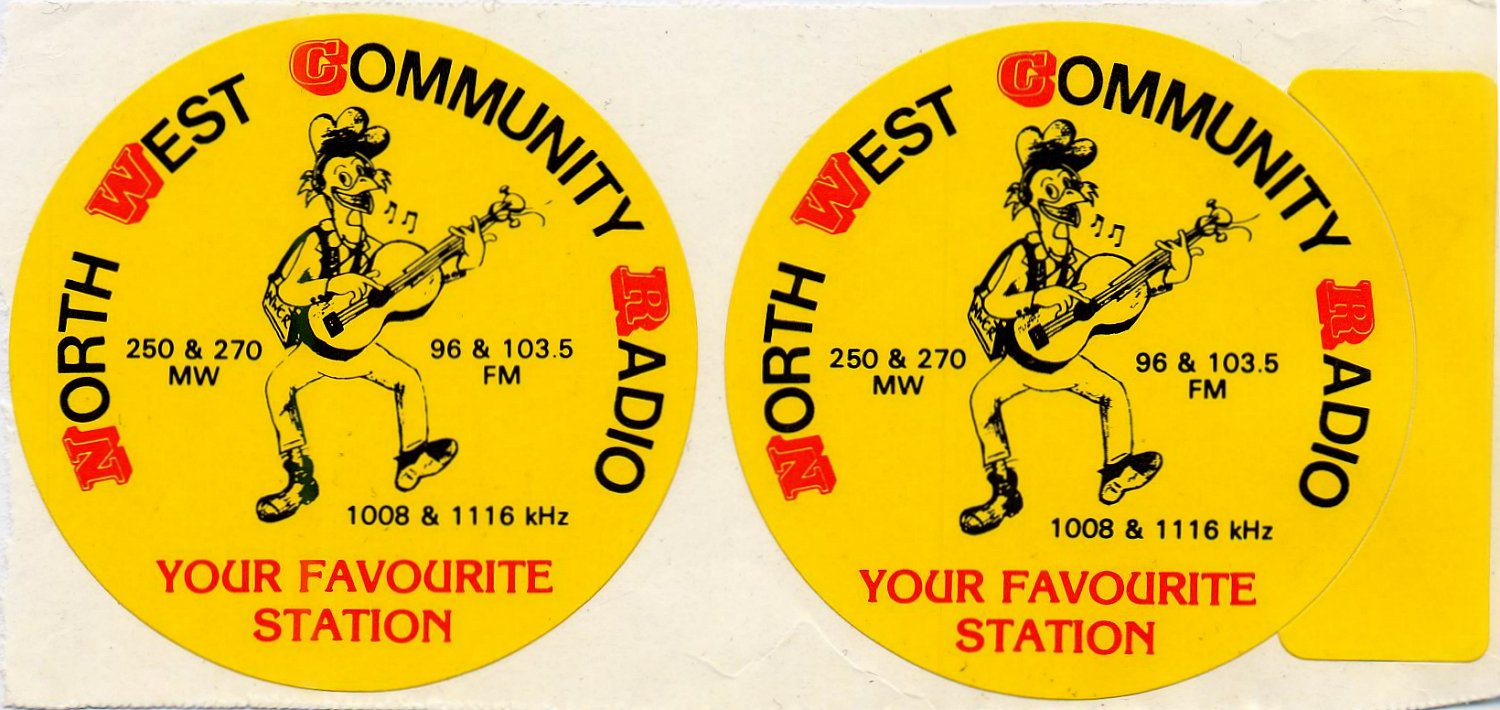 NORTH WEST COMMUNITY RADIO
250 & 270
MW
96 & 103.5
FM
1008 & 1116 kHz
YOUR FAVOURITE
STATION
NORTH WEST COMMUNITY RADIO
250 & 270
MW
96 & 103.5
FM
1008 & 1116 kHz
YOUR FAVOURITE
STATION